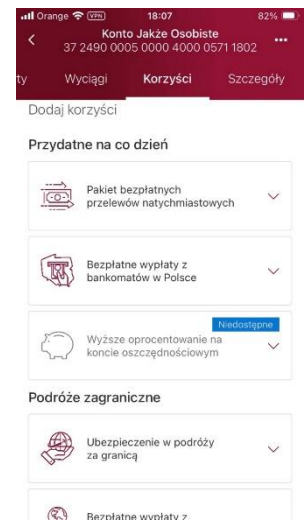 Orange VPN 18:07 82%
Konto Jakże Osobiste
37 2490 0005 0000 4000 0571 1802
ty Wyciągi Korzyści Szczegóły
Dodaj korzyści
Przydatne na co dzień
Pakiet bezpłatnych
przelewów natychmiastowych
Bezpłatne wypłaty z
bankomatów w Polsce
Niedostępne
Wyższe oprocentowanie na
koncie oszczędnościowym
Podróże zagraniczne
Ubezpieczenie w podróży
za granicą
Bezpłatne wypłaty z